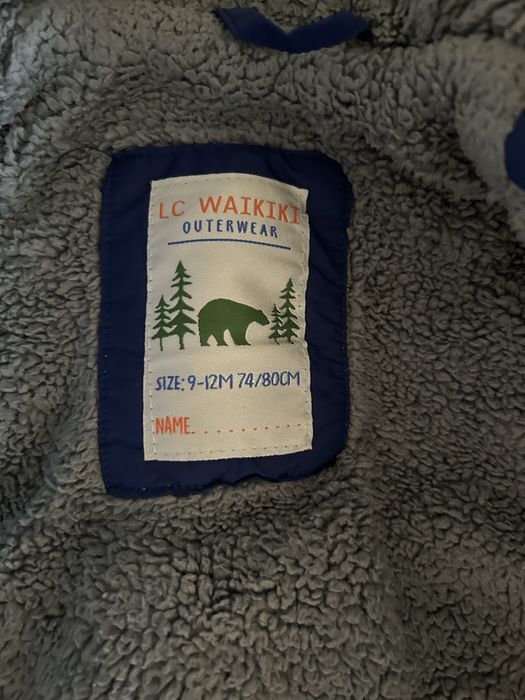 LC WAIKIKI
OUTERWEAR
SIZE: 9-12M 74/80CM
NAME. . . . . . . . . .